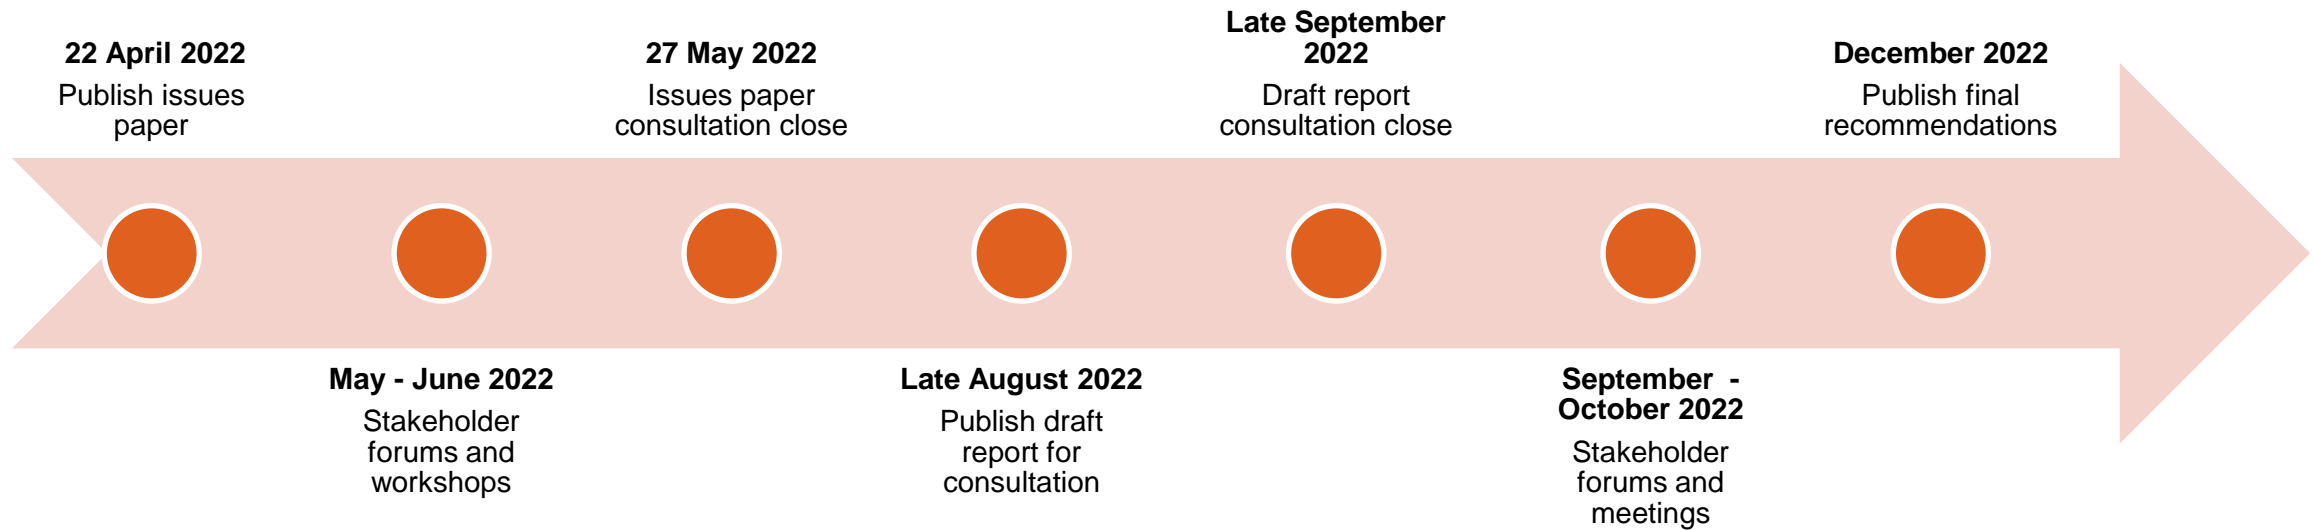 22 April 2022
Publish issues
paper
May - June 2022
Stakeholder
forums and
workshops
27 May 2022
Issues paper
consultation close
Late August 2022
Publish draft
report for
consultation
Late September
2022
Draft report
consultation close
September -
October 2022
Stakeholder
forums and
meetings
December 2022
Publish final
recommendations